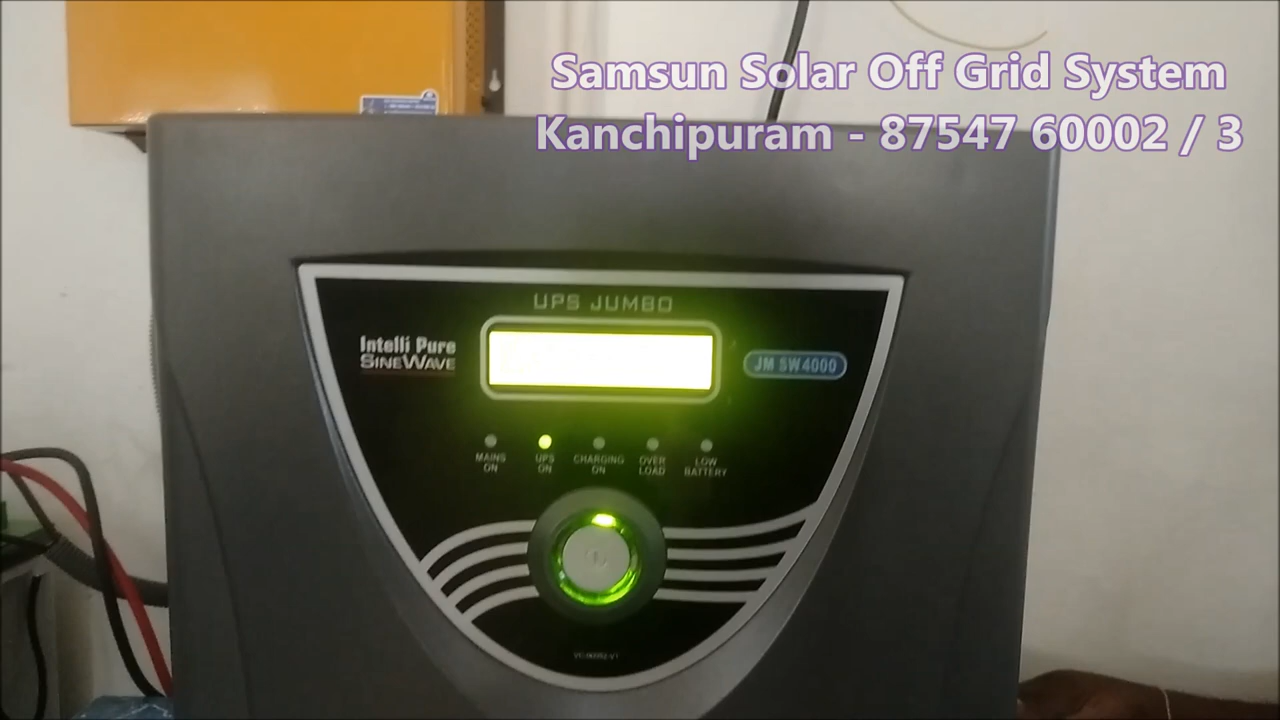 Samsun Solar Off Grid System
Kanchipuram - 87547 60002 / 3
UPS JUMBO
Intelli Pure
SINEWAVE
JM SW4000
MAINS
ON
UPS
ON
CHARGING
ON
OVER
LOAD
LOW
BATTERY